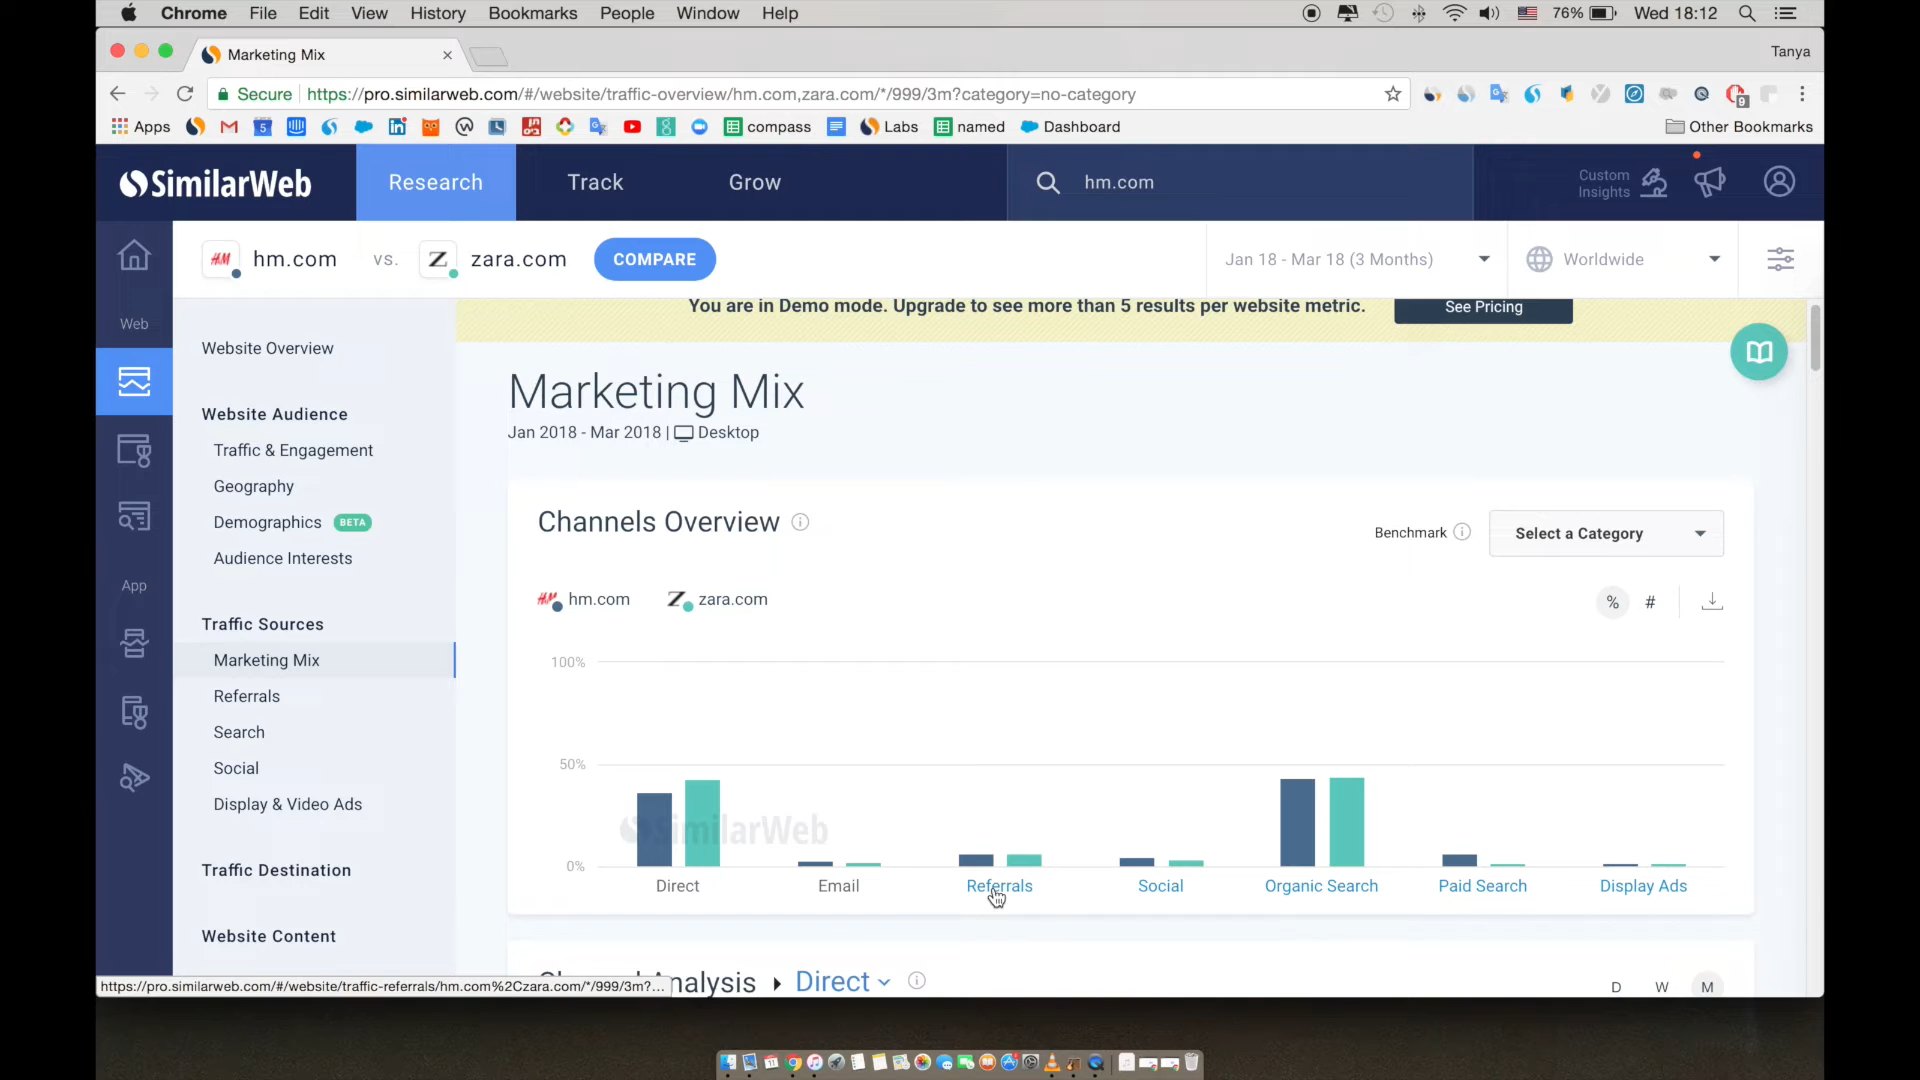 Chrome File Edit View History Bookmarks People Window Help 76% Wed 18:12
Marketing Mix Tanya
Secure https://pro.similarweb.com/#/website/traffic-overview/hm.com,zara.com/*/999/3m?category=no-category
Apps compass Labs named Dashboard Other Bookmarks
SimilarWeb Research Track Grow hm.com Custom Insights
hm.com vs. zara.com COMPARE Jan 18 - Mar 18 (3 Months) Worldwide
You are in Demo mode. Upgrade to see more than 5 results per website metric. See Pricing
Web
App
Website Overview
Website Audience
Traffic & Engagement
Geography
Demographics BETA
Audience Interests
Traffic Sources
Marketing Mix
Referrals
Search
Social
Display & Video Ads
Traffic Destination
Website Content
Marketing Mix
Jan 2018 - Mar 2018 | Desktop
Channels Overview
Benchmark Select a Category
hm.com zara.com % #
100%
50%
0%
SimilarWeb
Direct Email Referrals Social Organic Search Paid Search Display Ads
nalysis Direct D W M
https://pro.similarweb.com/#/website/traffic-referrals/hm.com%2Czara.com/*/999/3m?...